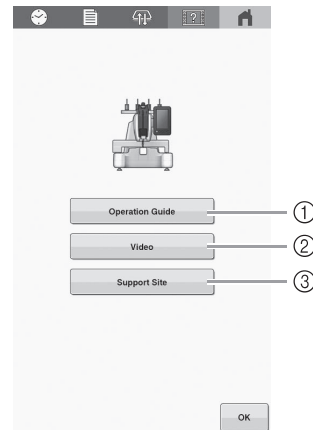 ?
Operation Guide
①
Video
②
Support Site
③
OK